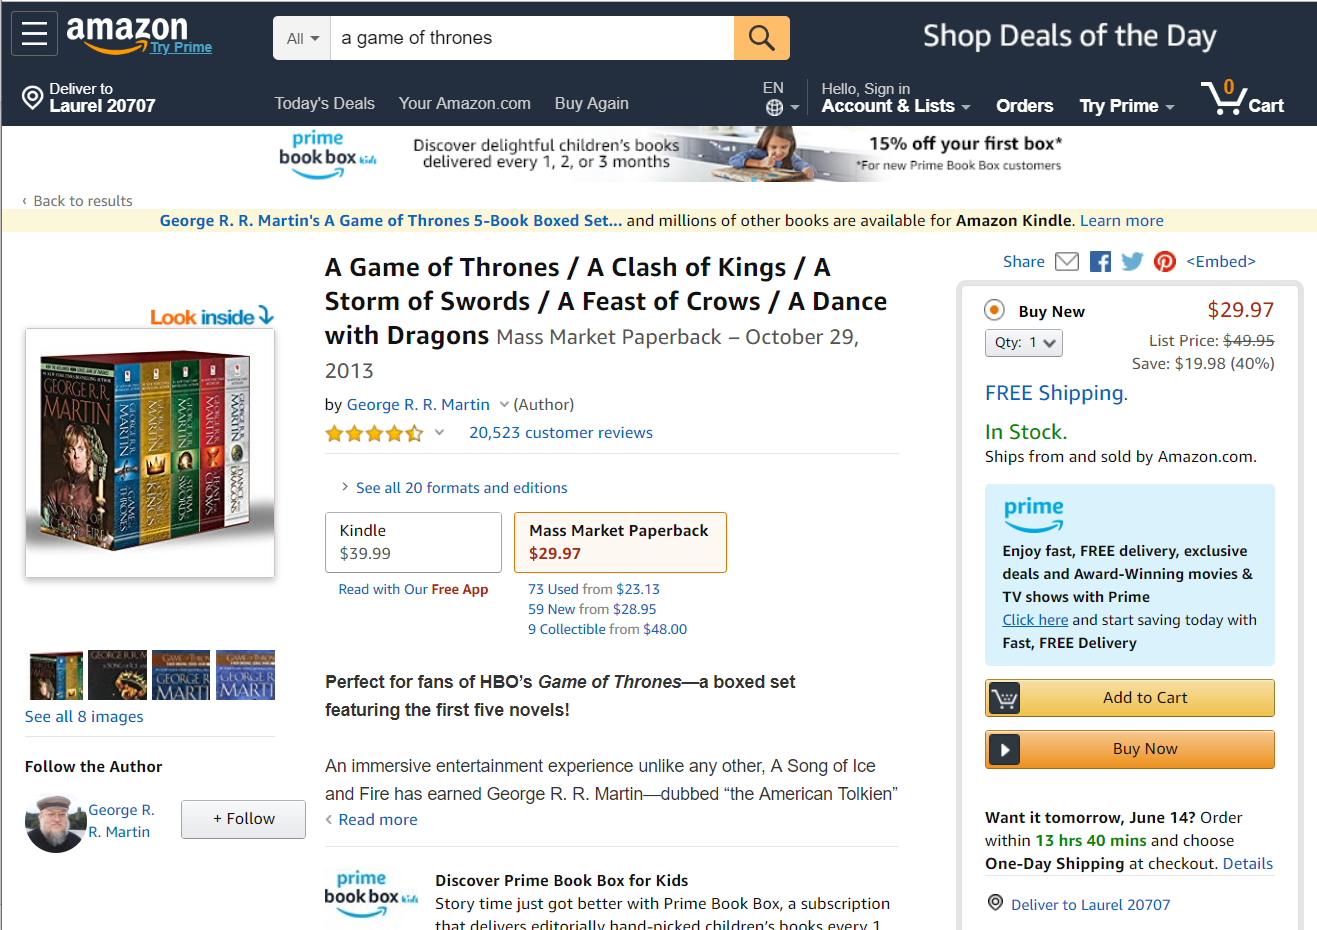 amazon
Try Prime
All
a game of thrones
Shop Deals of the Day
Deliver to
Laurel 20707
Today's Deals
Your Amazon.com
Buy Again
EN
Hello, Sign in
Account & Lists
Orders
Try Prime
0
Cart
prime
book box kids
Discover delightful children's books
delivered every 1, 2, or 3 months
15% off your first box*
*For new Prime Book Box customers
‹ Back to results
George R. R. Martin's A Game of Thrones 5-Book Boxed Set... and millions of other books are available for Amazon Kindle. Learn more
Look inside
GEORGE R.R.
MARTIN
A Game of Thrones / A Clash of Kings / A
Storm of Swords / A Feast of Crows / A Dance
with Dragons Mass Market Paperback – October 29,
2013
by George R. R. Martin (Author)
20,523 customer reviews
› See all 20 formats and editions
Kindle
$39.99
Mass Market Paperback
$29.97
Read with Our Free App
73 Used from $23.13
59 New from $28.95
9 Collectible from $48.00
Perfect for fans of HBO’s Game of Thrones—a boxed set
featuring the first five novels!
An immersive entertainment experience unlike any other, A Song of Ice
and Fire has earned George R. R. Martin—dubbed “the American Tolkien”
‹ Read more
prime
book box kids
Discover Prime Book Box for Kids
Story time just got better with Prime Book Box, a subscription
that delivers editorially hand-picked children’s books every 1
See all 8 images
Follow the Author
George R.
R. Martin
+ Follow
Share
<Embed>
Buy New
$29.97
Qty: 1
List Price: $49.95
Save: $19.98 (40%)
FREE Shipping.
In Stock.
Ships from and sold by Amazon.com.
prime
Enjoy fast, FREE delivery, exclusive
deals and Award-Winning movies &
TV shows with Prime
Click here and start saving today with
Fast, FREE Delivery
Add to Cart
Buy Now
Want it tomorrow, June 14? Order
within 13 hrs 40 mins and choose
One-Day Shipping at checkout. Details
Deliver to Laurel 20707